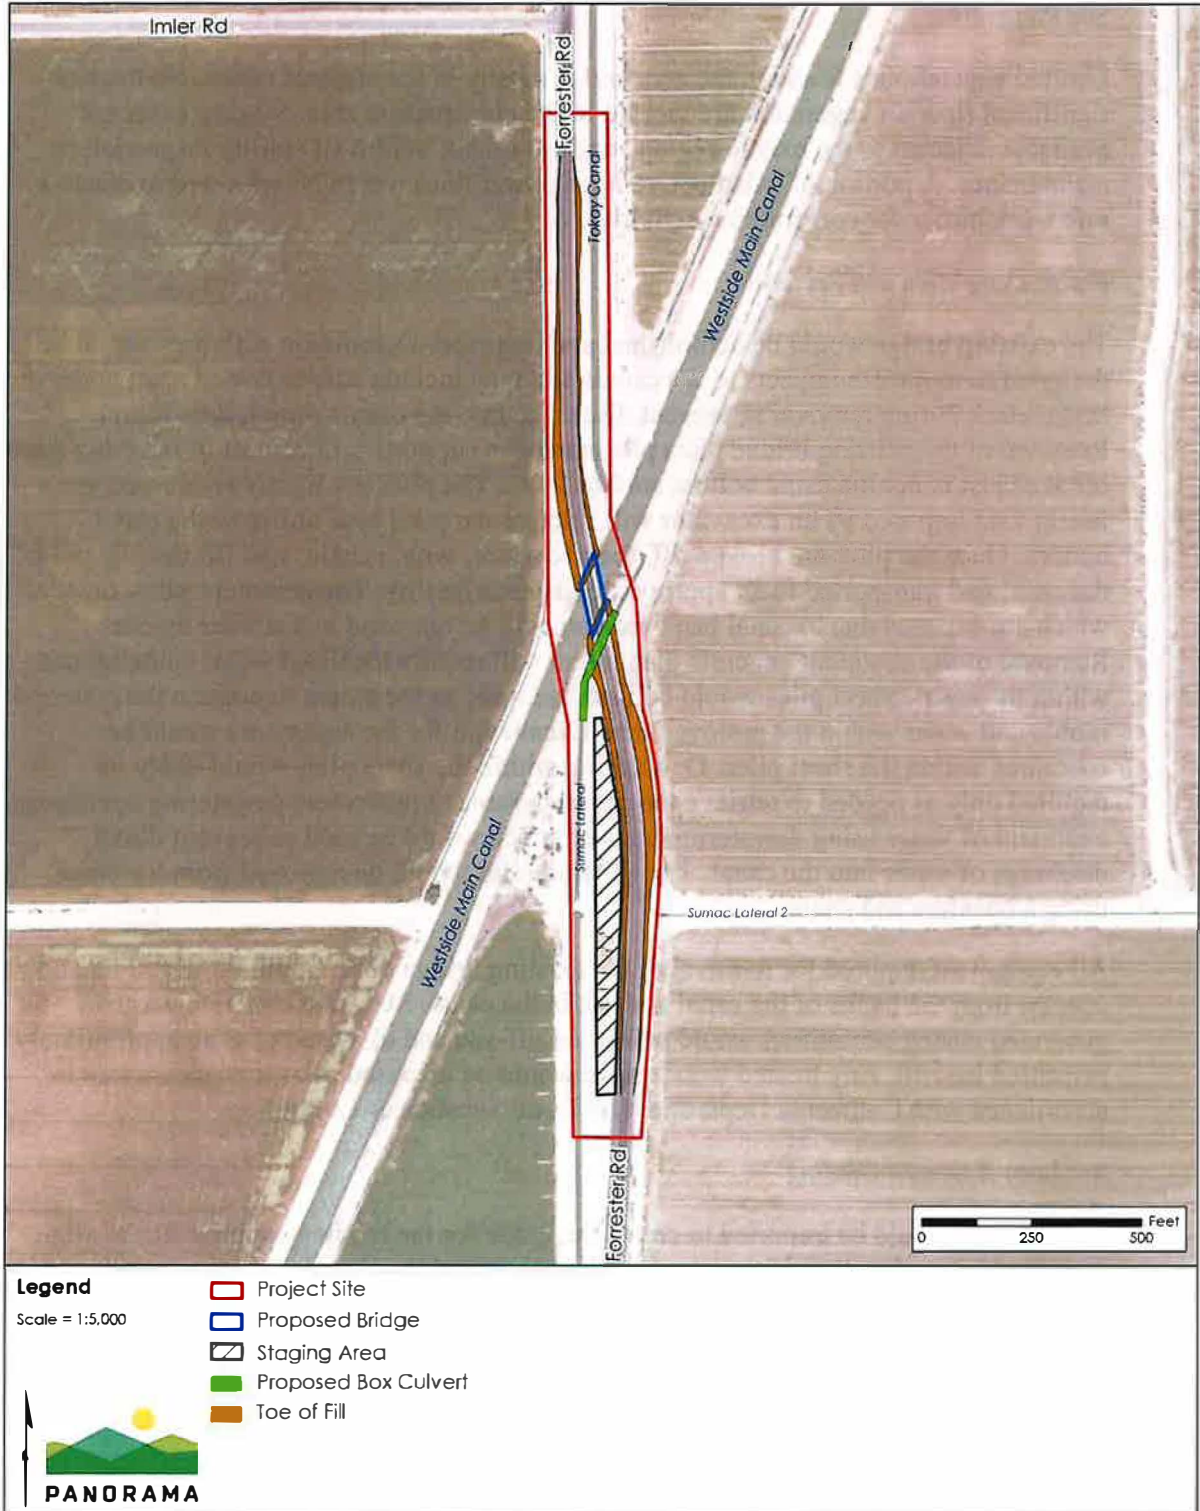 Imler Rd
Forrester Rd
Tokay Canal
Westside Main Canal
Sumac Lateral
Westside Main Canal
Sumac Lateral 2
Forrester Rd
Feet
0 250 500
Legend
Scale = 1:5,000
Project Site
Proposed Bridge
Staging Area
Proposed Box Culvert
Toe of Fill
PANORAMA